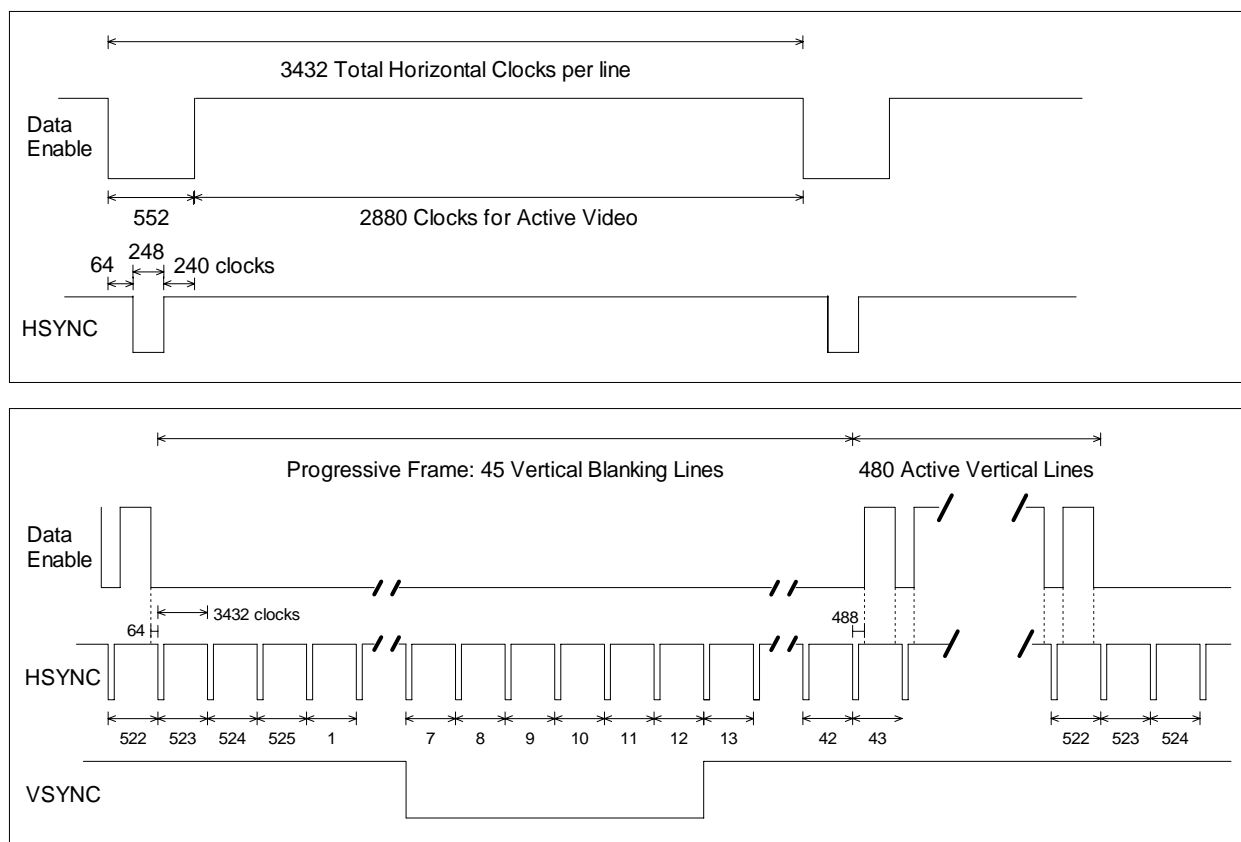 3432 Total Horizontal Clocks per line
Data
Enable
552
2880 Clocks for Active Video
248
64
240 clocks
HSYNC
Progressive Frame: 45 Vertical Blanking Lines
480 Active Vertical Lines
Data
Enable
3432 clocks
64
488
HSYNC
522 523 524 525 1 7 8 9 10 11 12 13 42 43 522 523 524
VSYNC